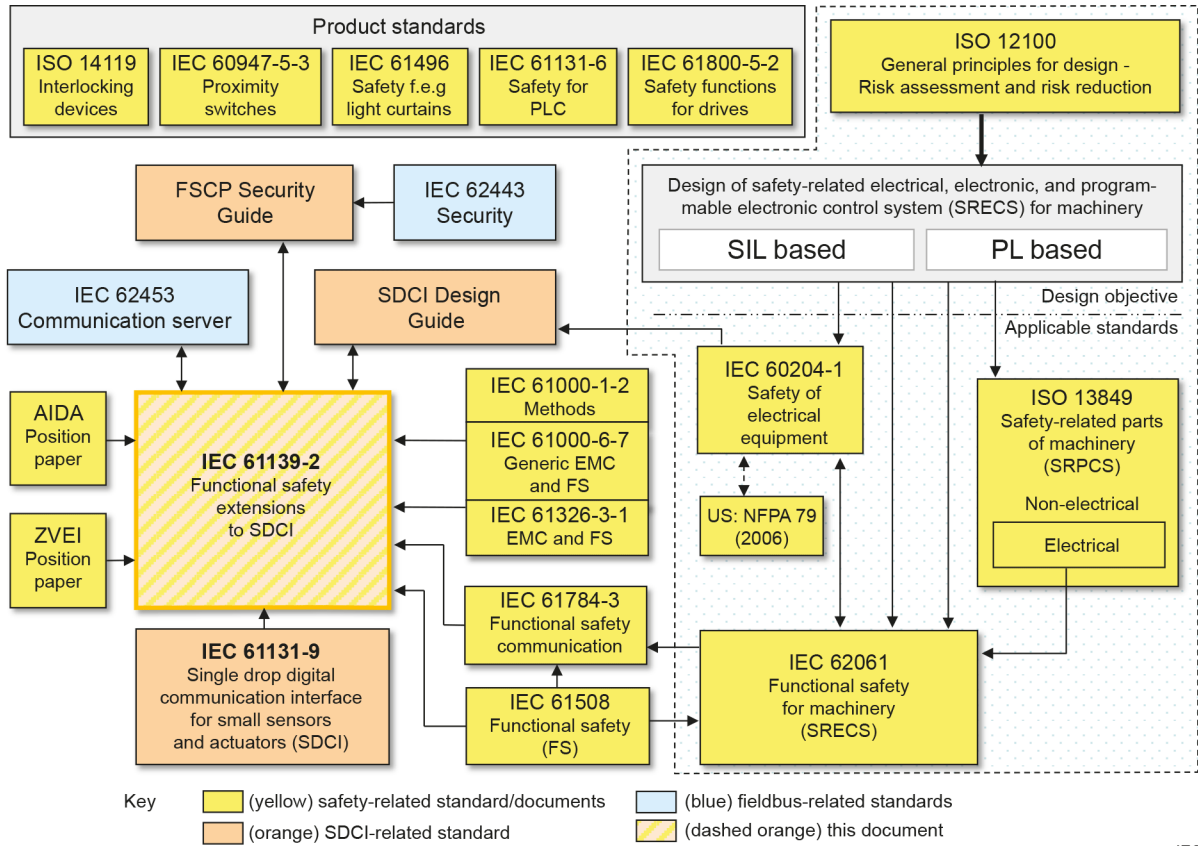 Product standards
ISO 14119
Interlocking
devices
IEC 60947-5-3
Proximity
switches
IEC 61496
Safety f.e.g
light curtains
IEC 61131-6
Safety for
PLC
IEC 61800-5-2
Safety functions
for drives
ISO 12100
General principles for design -
Risk assessment and risk reduction
Design of safety-related electrical, electronic, and program-
mable electronic control system (SRECS) for machinery
SIL based
PL based
Design objective
Applicable standards
FSCP Security
Guide
IEC 62443
Security
IEC 62453
Communication server
SDCI Design
Guide
AIDA
Position
paper
ZVEI
Position
paper
IEC 61139-2
Functional safety
extensions
to SDCI
IEC 61000-1-2
Methods
IEC 61000-6-7
Generic EMC
and FS
IEC 61326-3-1
EMC and FS
IEC 60204-1
Safety of
electrical
equipment
US: NFPA 79
(2006)
ISO 13849
Safety-related parts
of machinery
(SRPCS)
Non-electrical
Electrical
IEC 61131-9
Single drop digital
communication interface
for small sensors
and actuators (SDCI)
IEC 61784-3
Functional safety
communication
IEC 61508
Functional safety
(FS)
IEC 62061
Functional safety
for machinery
(SRECS)
Key
(yellow) safety-related standard/documents
(blue) fieldbus-related standards
(orange) SDCI-related standard
(dashed orange) this document